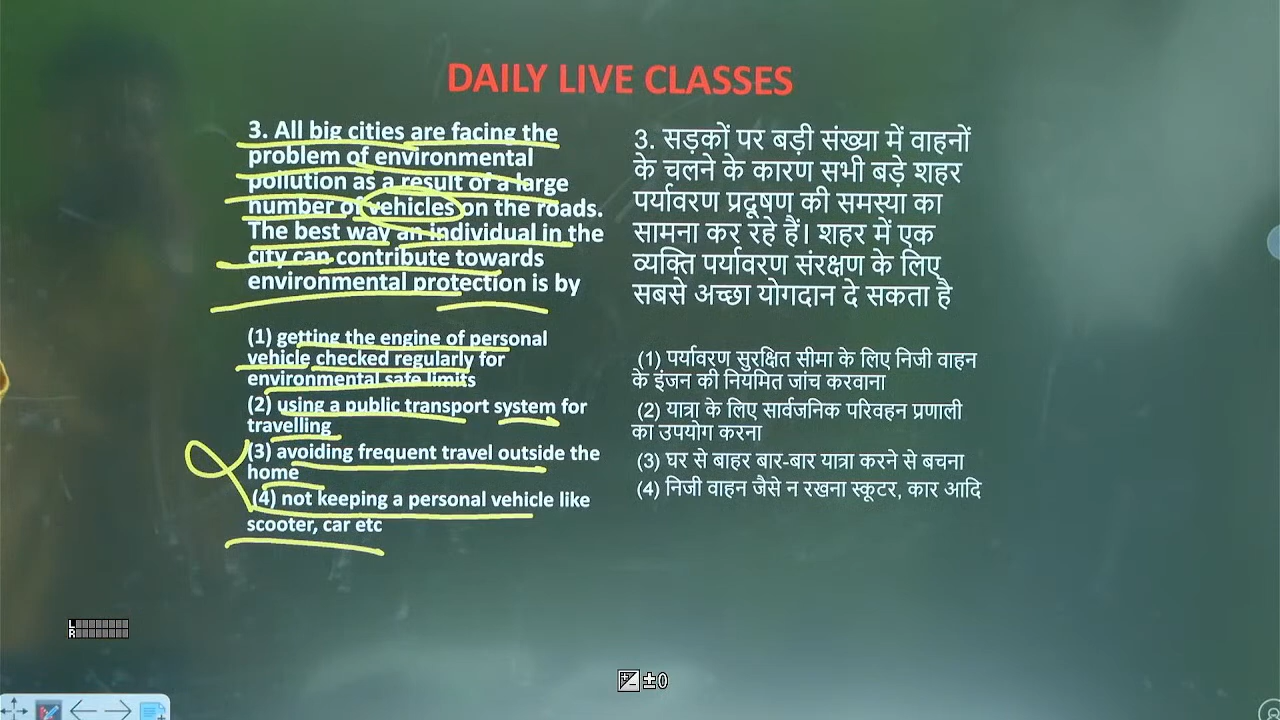 DAILY LIVE CLASSES
3. All big cities are facing the
problem of environmental
pollution as a result of a large
number of vehicles on the roads.
The best way an individual in the
city can contribute towards
environmental protection is by
(1) getting the engine of personal
vehicle checked regularly for
environmental safe limits
(2) using a public transport system for
travelling
(3) avoiding frequent travel outside the
home
(4) not keeping a personal vehicle like
scooter, car etc
3. सड़कों पर बड़ी संख्या में वाहनों
के चलने के कारण सभी बड़े शहर
पर्यावरण प्रदूषण की समस्या का
सामना कर रहे हैं। शहर में एक
व्यक्ति पर्यावरण संरक्षण के लिए
सबसे अच्छा योगदान दे सकता है
(1) पर्यावरण सुरक्षित सीमा के लिए निजी वाहन
के इंजन की नियमित जांच करवाना
(2) यात्रा के लिए सार्वजनिक परिवहन प्रणाली
का उपयोग करना
(3) घर से बाहर बार-बार यात्रा करने से बचना
(4) निजी वाहन जैसे न रखना स्कूटर, कार आदि
L
R
±0